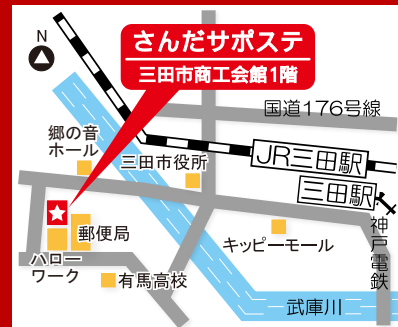 N
さんだサポステ
三田市商工会館1階
国道176号線
郷の音
ホール
三田市役所
JR三田駅
三田駅
神戸電鉄
郵便局
ハロー
ワーク
キッピーモール
有馬高校
武庫川